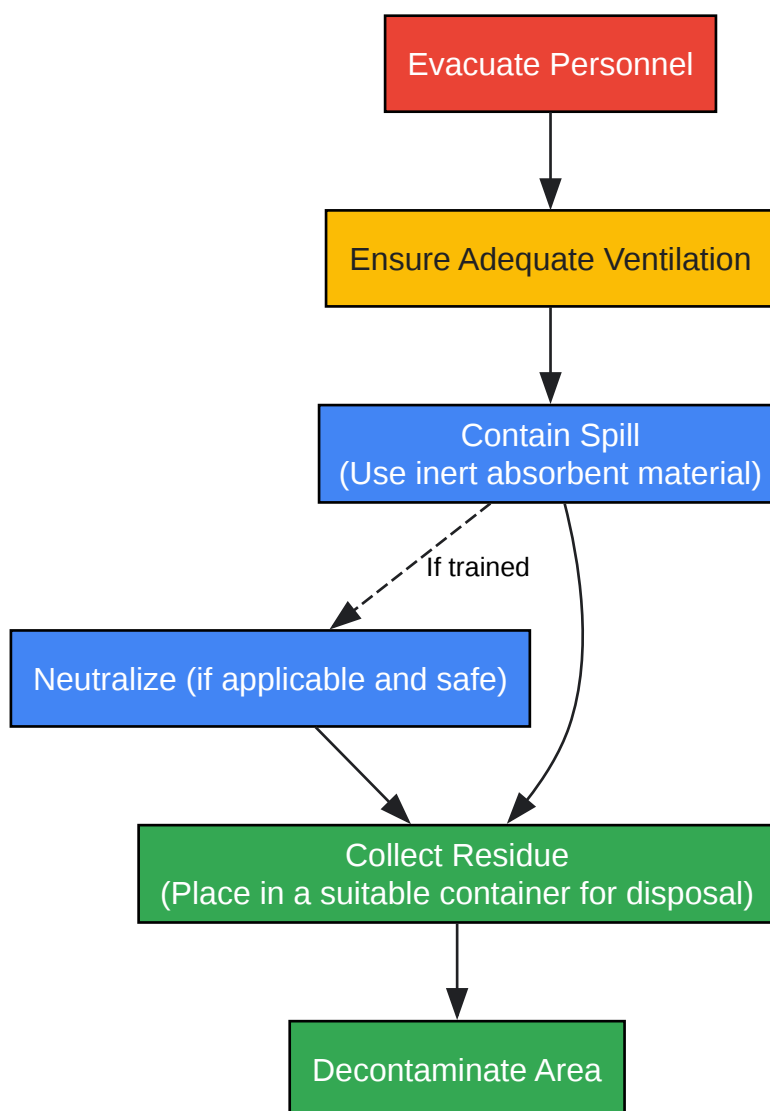 Evacuate Personnel
Ensure Adequate Ventilation
Contain Spill
(Use inert absorbent material)
If trained
Neutralize (if applicable and safe)
Collect Residue
(Place in a suitable container for disposal)
Decontaminate Area